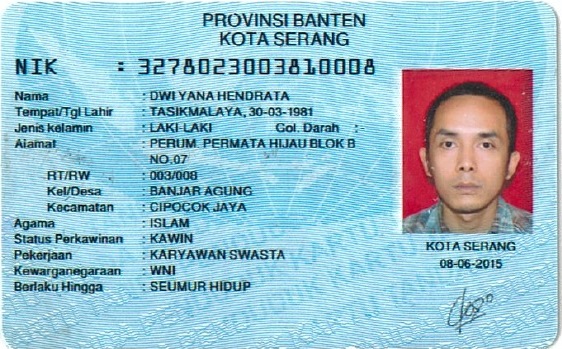 PROVINSI BANTEN
KOTA SERANG
NIK : 3278023003810008
Nama : DWI YANA HENDRATA
Tempat/Tgl Lahir : TASIKMALAYA, 30-03-1981
Jenis kelamin : LAKI-LAKI Gol. Darah : -
Alamat : PERUM. PERMATA HIJAU BLOK B
NO.07
RT/RW : 003/008
Kel/Desa : BANJAR AGUNG
Kecamatan : CIPOCOK JAYA
Agama : ISLAM
Status Perkawinan : KAWIN
Pekerjaan : KARYAWAN SWASTA
Kewarganegaraan : WNI
Berlaku Hingga : SEUMUR HIDUP
KOTA SERANG
08-06-2015